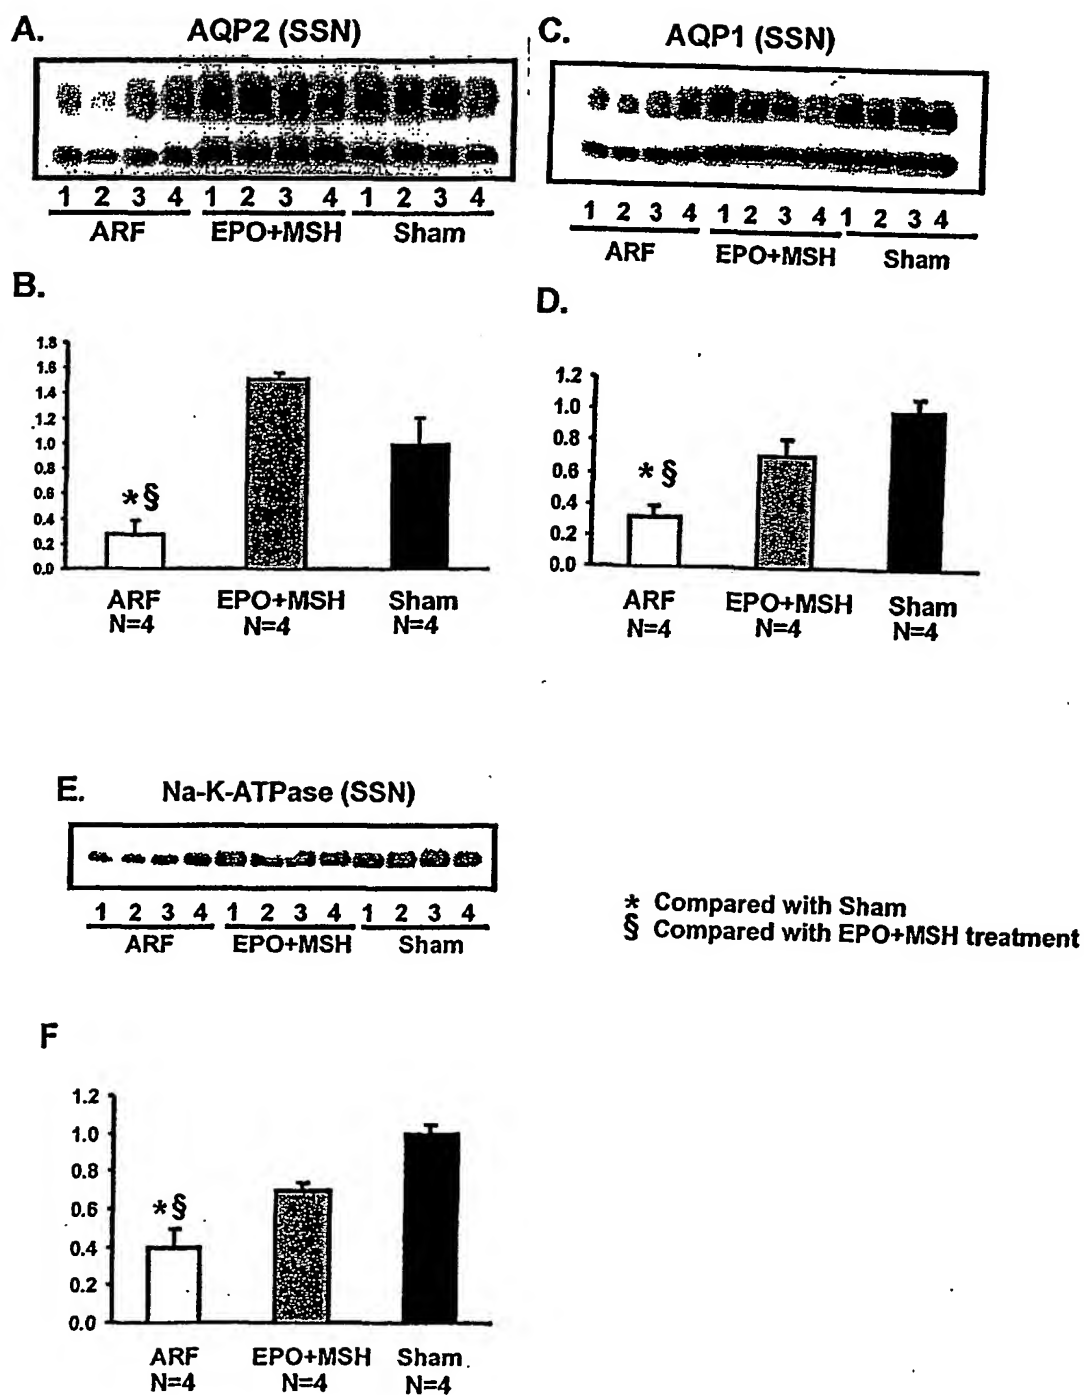 A.
AQP2 (SSN)
1 2 3 4 1 2 3 4 1 2 3 4
ARF EPO+MSH Sham
C.
AQP1 (SSN)
1 2 3 4 1 2 3 4 1 2 3 4
ARF EPO+MSH Sham
B.
1.8
1.6
1.4
1.2
1.0
0.8
0.6
0.4
0.2
0.0
*§
ARF EPO+MSH Sham
N=4 N=4 N=4
D.
1.2
1.0
0.8
0.6
0.4
0.2
0.0
*§
ARF EPO+MSH Sham
N=4 N=4 N=4
E.
Na-K-ATPase (SSN)
1 2 3 4 1 2 3 4 1 2 3 4
ARF EPO+MSH Sham
* Compared with Sham
§ Compared with EPO+MSH treatment
F
1.2
1.0
0.8
0.6
0.4
0.2
0.0
*§
ARF EPO+MSH Sham
N=4 N=4 N=4